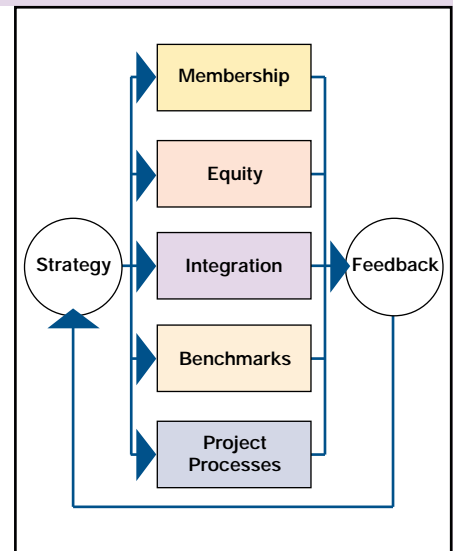 Membership
Equity
Strategy
Integration
Feedback
Benchmarks
Project
Processes